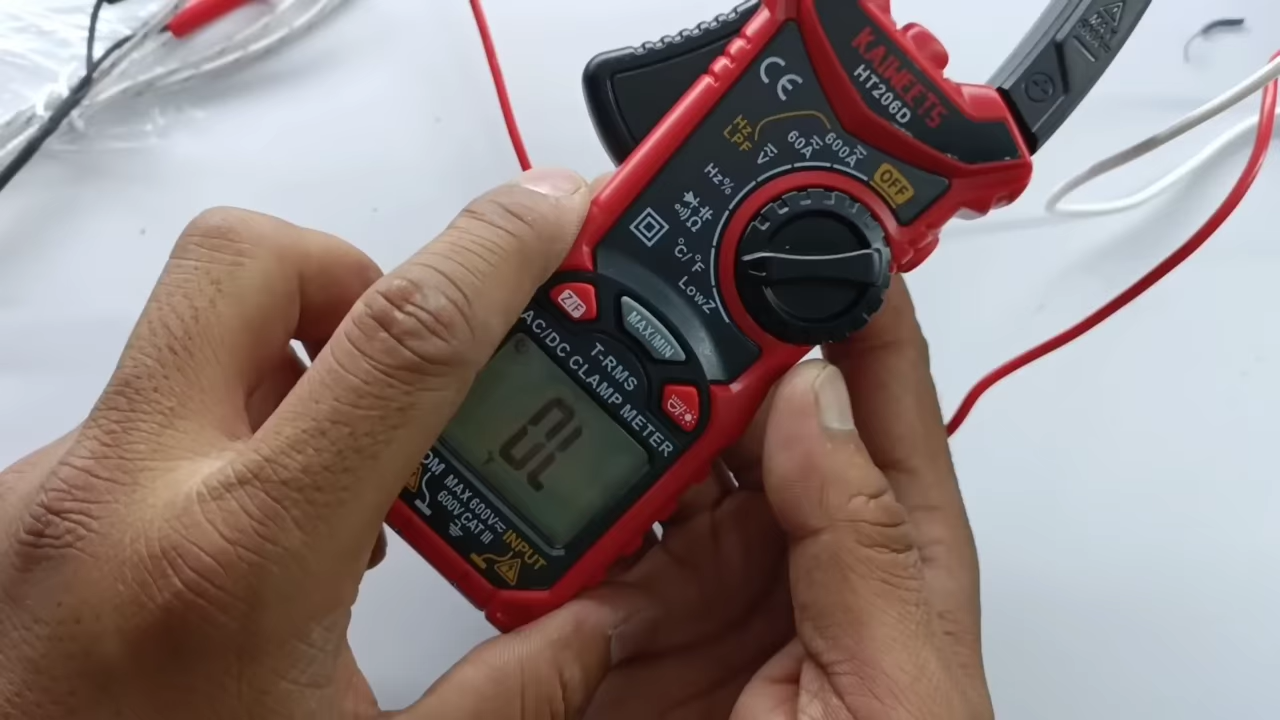 KAIWEETS
HT206D
CE
Hz
LPF
V
60A
600A
OFF
Hz%
Ω
°C/°F
LowZ
Z/F
MAX/MIN
T-RMS
AC/DC CLAMP METER
OL
°F
OM
MAX 600V
600V CAT III
INPUT